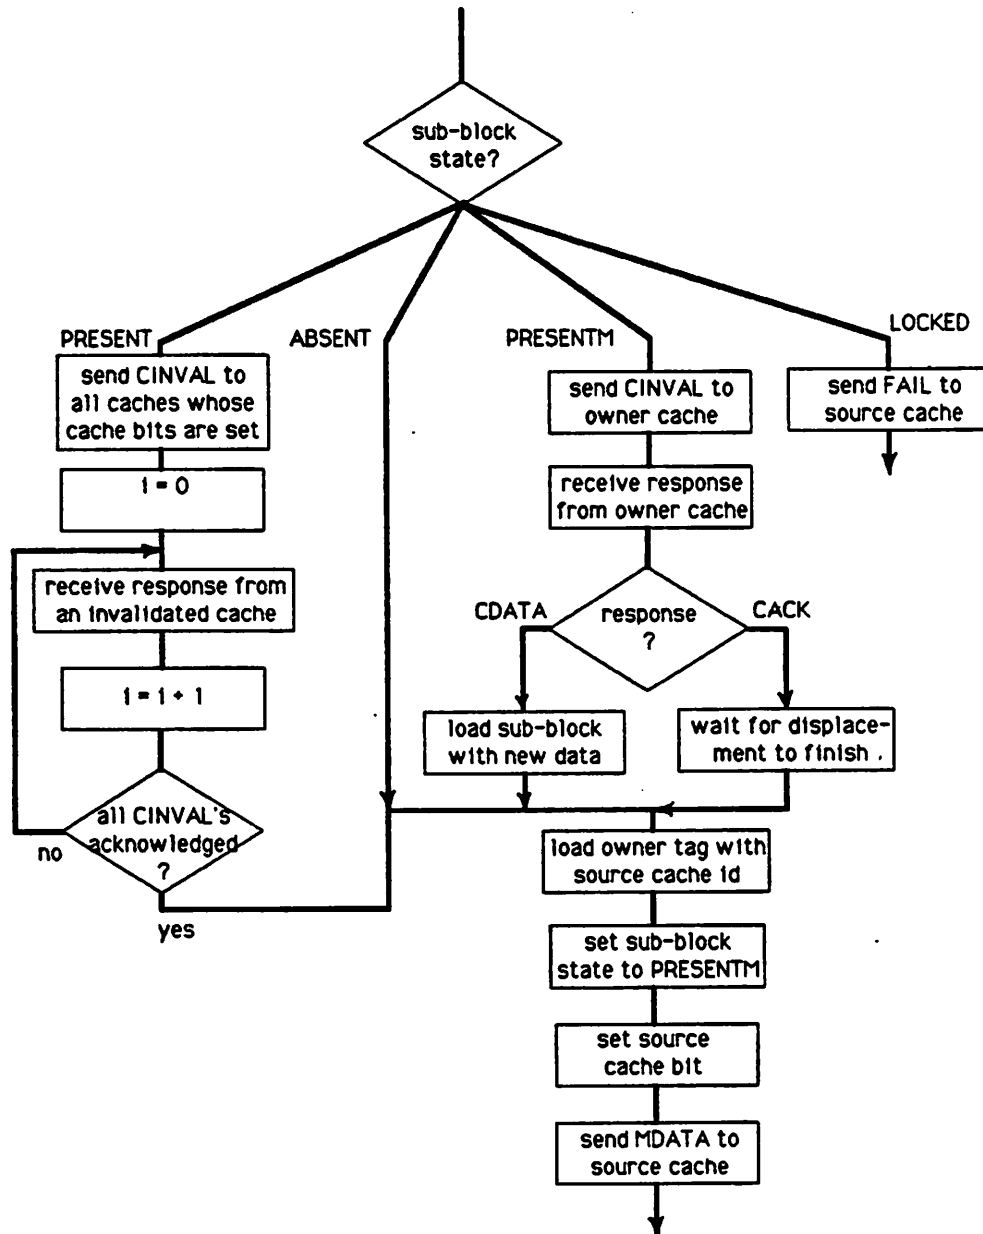 sub-block
state?
PRESENT
ABSENT
PRESENTM
LOCKED
send CINVAL to
all caches whose
cache bits are set
send CINVAL to
owner cache
send FAIL to
source cache
i = 0
receive response
from owner cache
receive response from
an invalidated cache
CDATA
response
?
CACK
i = i + 1
load sub-block
with new data
wait for displace-
ment to finish .
all CINVAL's
acknowledged
?
no
yes
load owner tag with
source cache id
set sub-block
state to PRESENTM
set source
cache bit
send MDATA to
source cache